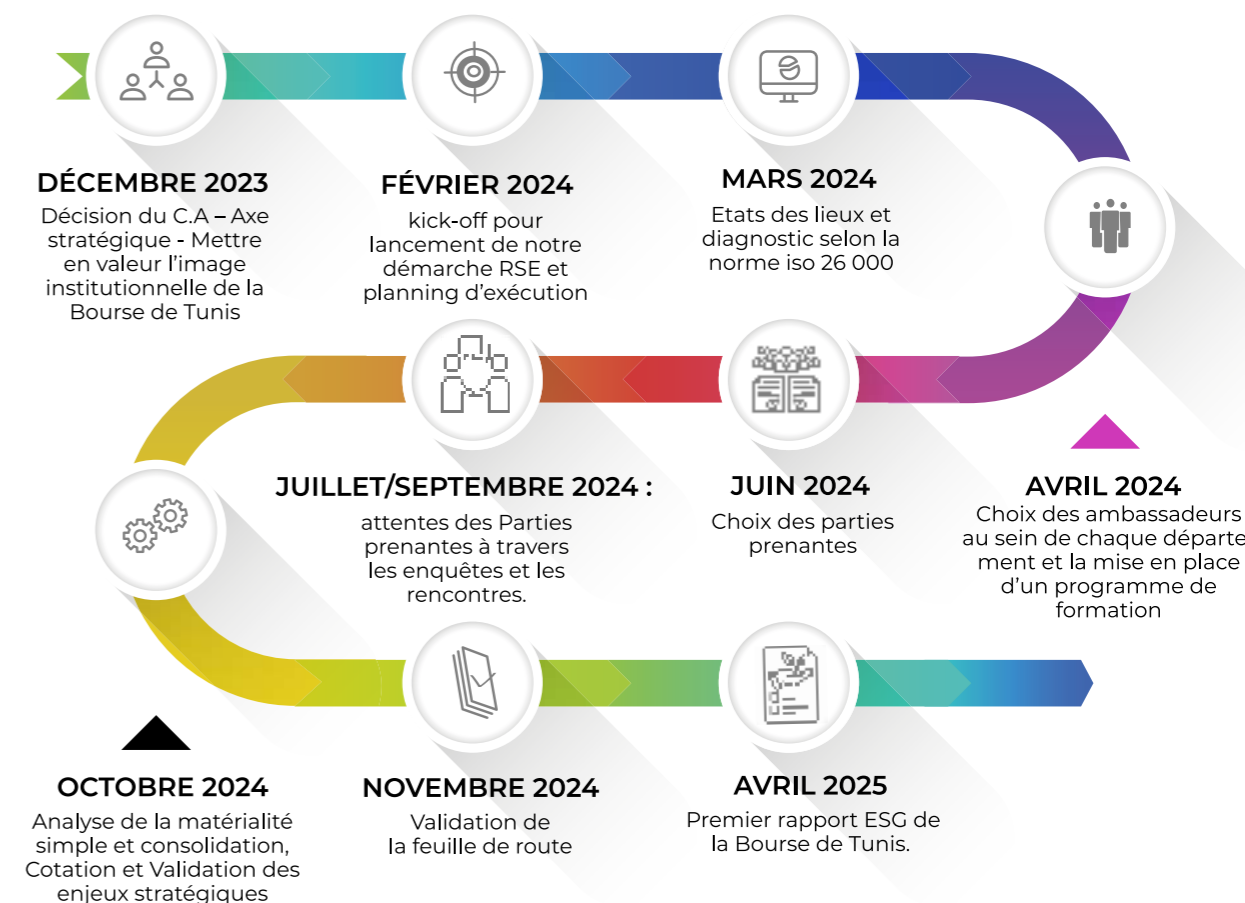 DÉCEMBRE 2023
Décision du C.A – Axe
stratégique - Mettre
en valeur l’image
institutionnelle de la
Bourse de Tunis
FÉVRIER 2024
kick-off pour
lancement de notre
démarche RSE et
planning d’exécution
MARS 2024
Etats des lieux et
diagnostic selon la
norme iso 26 000
AVRIL 2024
Choix des ambassadeurs
au sein de chaque départe
ment et la mise en place
d’un programme de
formation
JUIN 2024
Choix des parties
prenantes
JUILLET/SEPTEMBRE 2024 :
attentes des Parties
prenantes à travers
les enquêtes et les
rencontres.
OCTOBRE 2024
Analyse de la matérialité
simple et consolidation,
Cotation et Validation des
enjeux stratégiques
NOVEMBRE 2024
Validation de
la feuille de route
AVRIL 2025
Premier rapport ESG de
la Bourse de Tunis.